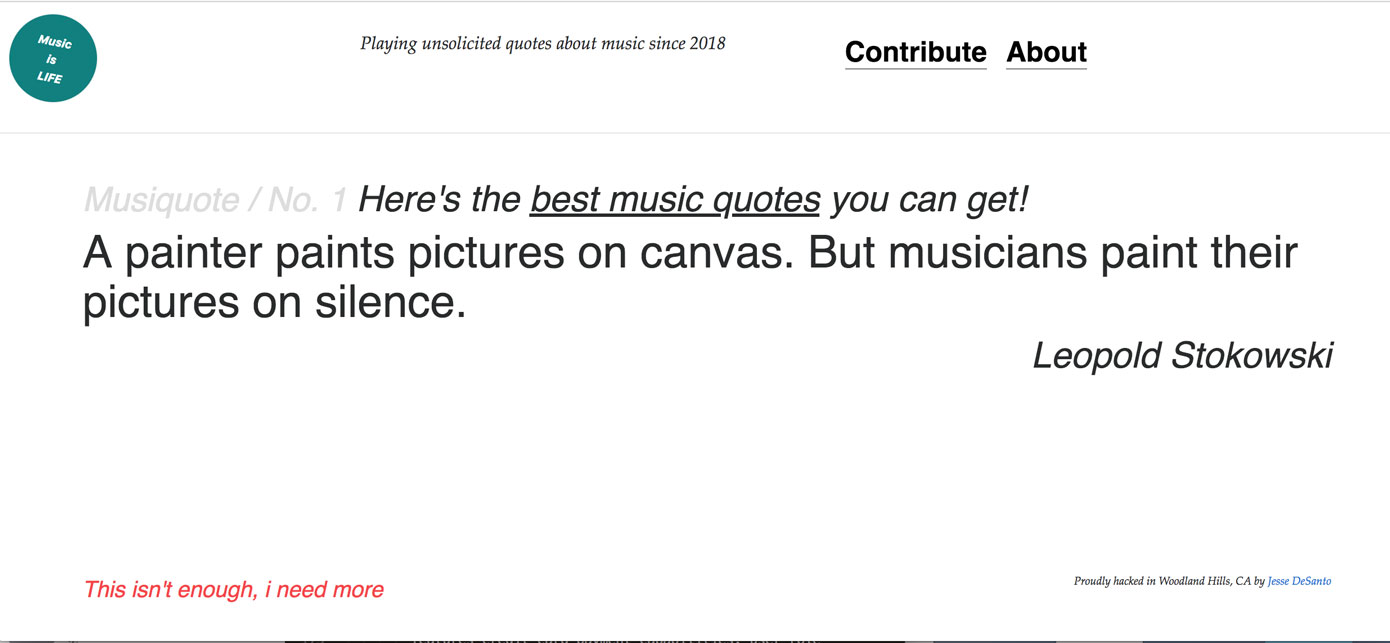 Music
is
LIFE
Playing unsolicited quotes about music since 2018
Contribute About
Musiquote / No. 1 Here's the best music quotes you can get!
A painter paints pictures on canvas. But musicians paint their
pictures on silence.
Leopold Stokowski
This isn't enough, i need more
Proudly hacked in Woodland Hills, CA by Jesse DeSanto